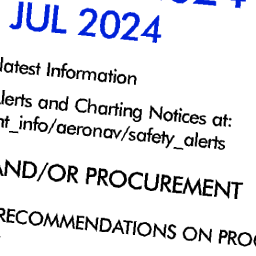 JUL 2024
latest Information
lerts and Charting Notices at:
nt_info/aeronav/safety_alerts
AND/OR PROCUREMENT
RECOMMENDATIONS ON PRO